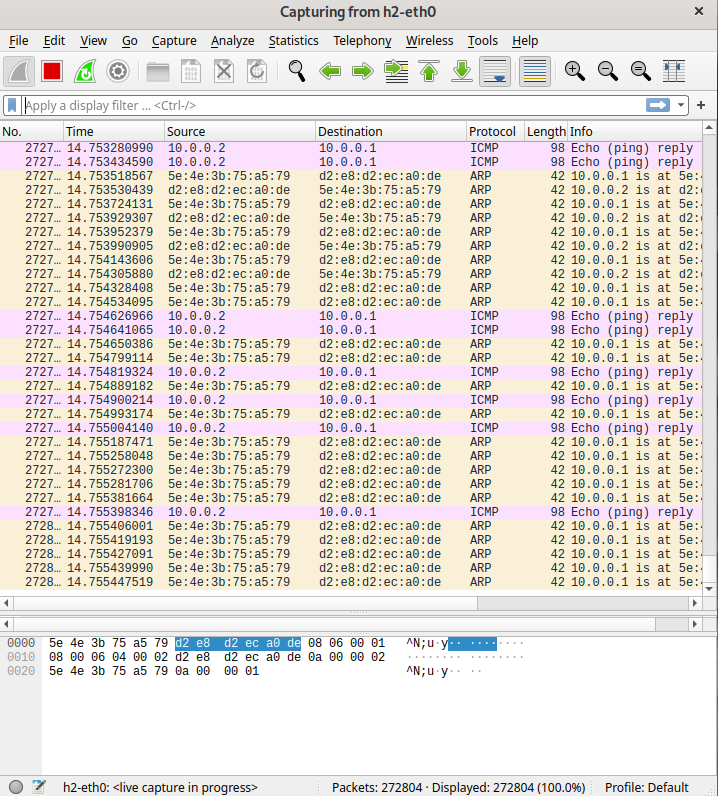 Capturing from h2-eth0
File Edit View Go Capture Analyze Statistics Telephony Wireless Tools Help
Apply a display filter ... <Ctrl-/>
No. Time Source Destination Protocol Length Info
2727… 14.753280990 10.0.0.2 10.0.0.1 ICMP 98 Echo (ping) reply
2727… 14.753434590 10.0.0.2 10.0.0.1 ICMP 98 Echo (ping) reply
2727… 14.753518567 5e:4e:3b:75:a5:79 d2:e8:d2:ec:a0:de ARP 42 10.0.0.1 is at 5e:
2727… 14.753530439 d2:e8:d2:ec:a0:de 5e:4e:3b:75:a5:79 ARP 42 10.0.0.2 is at d2:
2727… 14.753724131 5e:4e:3b:75:a5:79 d2:e8:d2:ec:a0:de ARP 42 10.0.0.1 is at 5e:
2727… 14.753929307 d2:e8:d2:ec:a0:de 5e:4e:3b:75:a5:79 ARP 42 10.0.0.2 is at d2:
2727… 14.753952379 5e:4e:3b:75:a5:79 d2:e8:d2:ec:a0:de ARP 42 10.0.0.1 is at 5e:
2727… 14.753990905 d2:e8:d2:ec:a0:de 5e:4e:3b:75:a5:79 ARP 42 10.0.0.2 is at d2:
2727… 14.754143606 5e:4e:3b:75:a5:79 d2:e8:d2:ec:a0:de ARP 42 10.0.0.1 is at 5e:
2727… 14.754305880 d2:e8:d2:ec:a0:de 5e:4e:3b:75:a5:79 ARP 42 10.0.0.2 is at d2:
2727… 14.754328408 5e:4e:3b:75:a5:79 d2:e8:d2:ec:a0:de ARP 42 10.0.0.1 is at 5e:
2727… 14.754534095 5e:4e:3b:75:a5:79 d2:e8:d2:ec:a0:de ARP 42 10.0.0.1 is at 5e:
2727… 14.754626966 10.0.0.2 10.0.0.1 ICMP 98 Echo (ping) reply
2727… 14.754641065 10.0.0.2 10.0.0.1 ICMP 98 Echo (ping) reply
2727… 14.754650386 5e:4e:3b:75:a5:79 d2:e8:d2:ec:a0:de ARP 42 10.0.0.1 is at 5e:
2727… 14.754799114 5e:4e:3b:75:a5:79 d2:e8:d2:ec:a0:de ARP 42 10.0.0.1 is at 5e:
2727… 14.754819324 10.0.0.2 10.0.0.1 ICMP 98 Echo (ping) reply
2727… 14.754889182 5e:4e:3b:75:a5:79 d2:e8:d2:ec:a0:de ARP 42 10.0.0.1 is at 5e:
2727… 14.754900214 10.0.0.2 10.0.0.1 ICMP 98 Echo (ping) reply
2727… 14.754993174 5e:4e:3b:75:a5:79 d2:e8:d2:ec:a0:de ARP 42 10.0.0.1 is at 5e:
2727… 14.755004140 10.0.0.2 10.0.0.1 ICMP 98 Echo (ping) reply
2727… 14.755187471 5e:4e:3b:75:a5:79 d2:e8:d2:ec:a0:de ARP 42 10.0.0.1 is at 5e:
2727… 14.755258048 5e:4e:3b:75:a5:79 d2:e8:d2:ec:a0:de ARP 42 10.0.0.1 is at 5e:
2727… 14.755272300 5e:4e:3b:75:a5:79 d2:e8:d2:ec:a0:de ARP 42 10.0.0.1 is at 5e:
2727… 14.755281706 5e:4e:3b:75:a5:79 d2:e8:d2:ec:a0:de ARP 42 10.0.0.1 is at 5e:
2727… 14.755381664 5e:4e:3b:75:a5:79 d2:e8:d2:ec:a0:de ARP 42 10.0.0.1 is at 5e:
2727… 14.755398346 10.0.0.2 10.0.0.1 ICMP 98 Echo (ping) reply
2728… 14.755406001 5e:4e:3b:75:a5:79 d2:e8:d2:ec:a0:de ARP 42 10.0.0.1 is at 5e:
2728… 14.755419193 5e:4e:3b:75:a5:79 d2:e8:d2:ec:a0:de ARP 42 10.0.0.1 is at 5e:
2728… 14.755427091 5e:4e:3b:75:a5:79 d2:e8:d2:ec:a0:de ARP 42 10.0.0.1 is at 5e:
2728… 14.755439990 5e:4e:3b:75:a5:79 d2:e8:d2:ec:a0:de ARP 42 10.0.0.1 is at 5e:
2728… 14.755447519 5e:4e:3b:75:a5:79 d2:e8:d2:ec:a0:de ARP 42 10.0.0.1 is at 5e:
0000 5e 4e 3b 75 a5 79 d2 e8 d2 ec a0 de 08 06 00 01 ^N;u·y·· ········
0010 08 00 06 04 00 02 d2 e8 d2 ec a0 de 0a 00 00 02 ········ ········
0020 5e 4e 3b 75 a5 79 0a 00 00 01 ^N;u·y·· ··
h2-eth0: <live capture in progress> Packets: 272804 · Displayed: 272804 (100.0%) Profile: Default